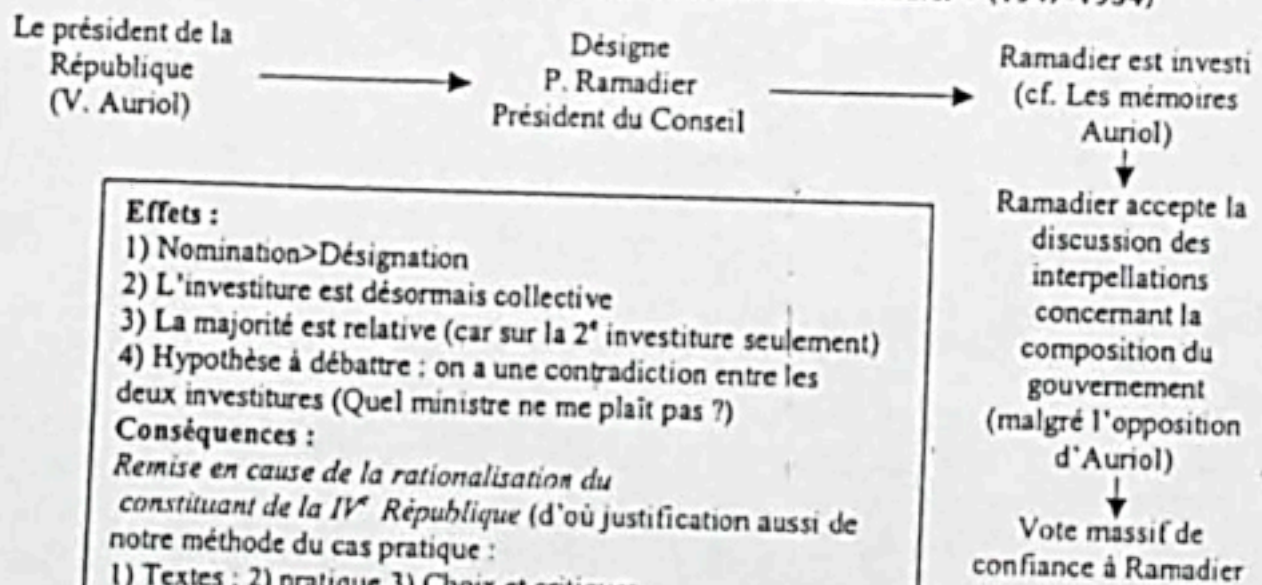 (1947-1954)
Le président de la
République
(V. Auriol)
Désigne
P. Ramadier
Président du Conseil
Ramadier est investi
(cf. Les mémoires
Auriol)
Ramadier accepte la
discussion des
interpellations
concernant la
composition du
gouvernement
(malgré l'opposition
d'Auriol)
Vote massif de
confiance à Ramadier
Effets :
1) Nomination>Désignation
2) L'investiture est désormais collective
3) La majorité est relative (car sur la 2e investiture seulement)
4) Hypothèse à débattre : on a une contradiction entre les
deux investitures (Quel ministre ne me plaît pas ?)
Conséquences :
Remise en cause de la rationalisation du
constituant de la IVe République (d'où justification aussi de
notre méthode du cas pratique :
1) Textes ; 2) pratique 3) Choix et